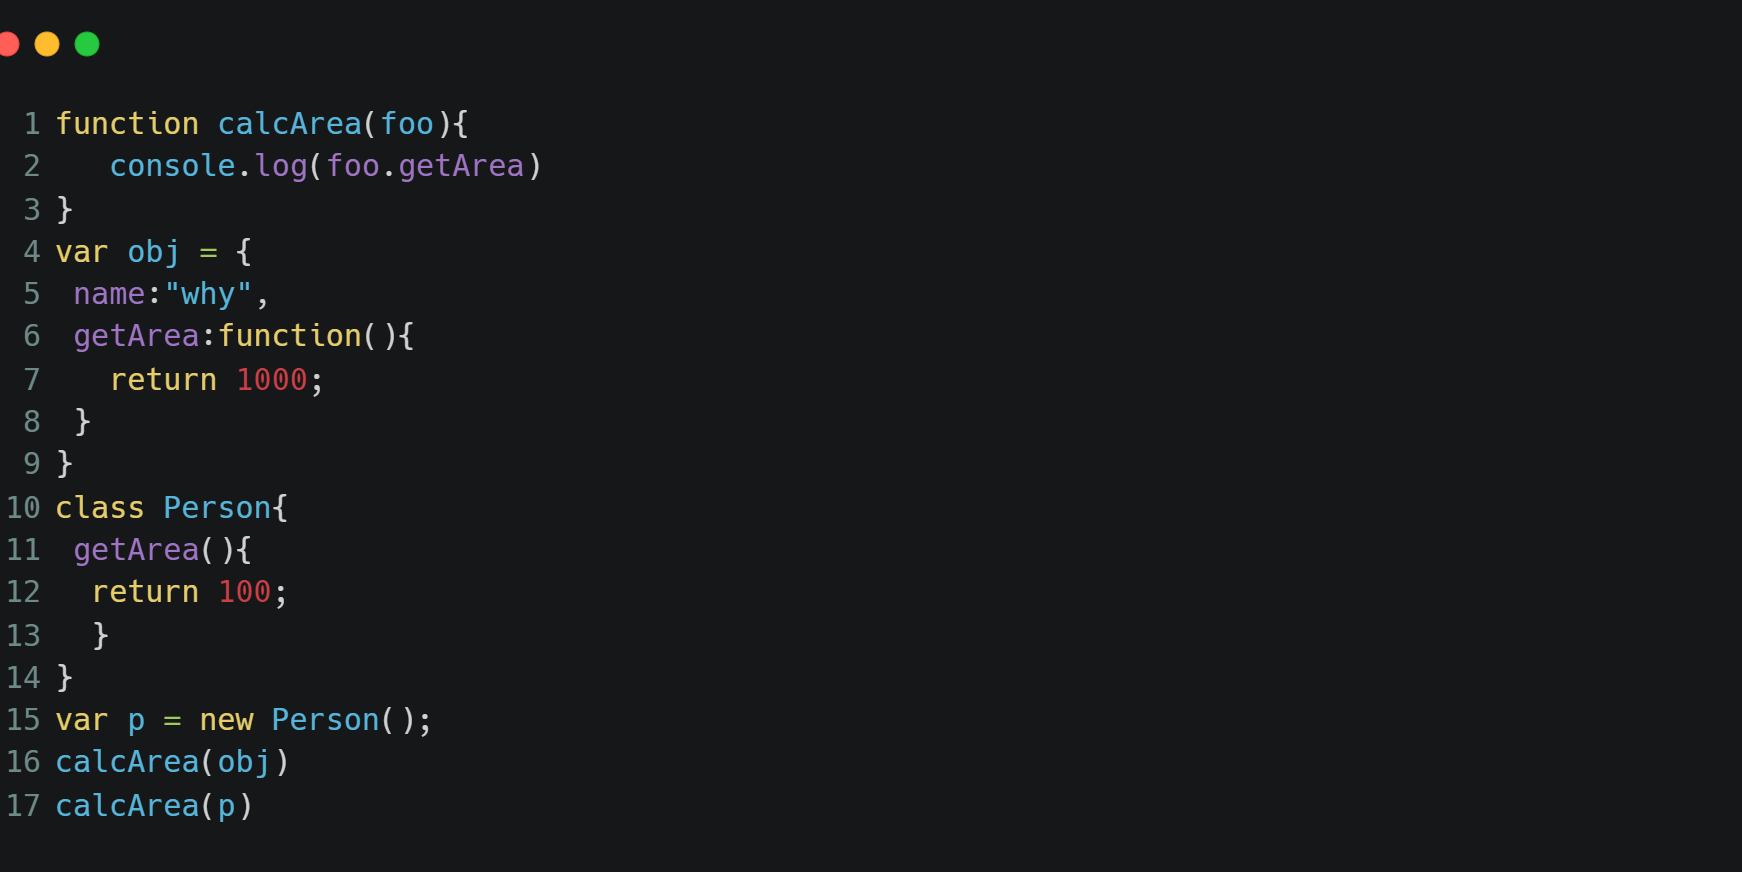 1 function calcArea(foo){
2    console.log(foo.getArea)
3 }
4 var obj = {
5  name:"why",
6  getArea:function(){
7    return 1000;
8  }
9 }
10 class Person{
11  getArea(){
12   return 100;
13   }
14 }
15 var p = new Person();
16 calcArea(obj)
17 calcArea(p)